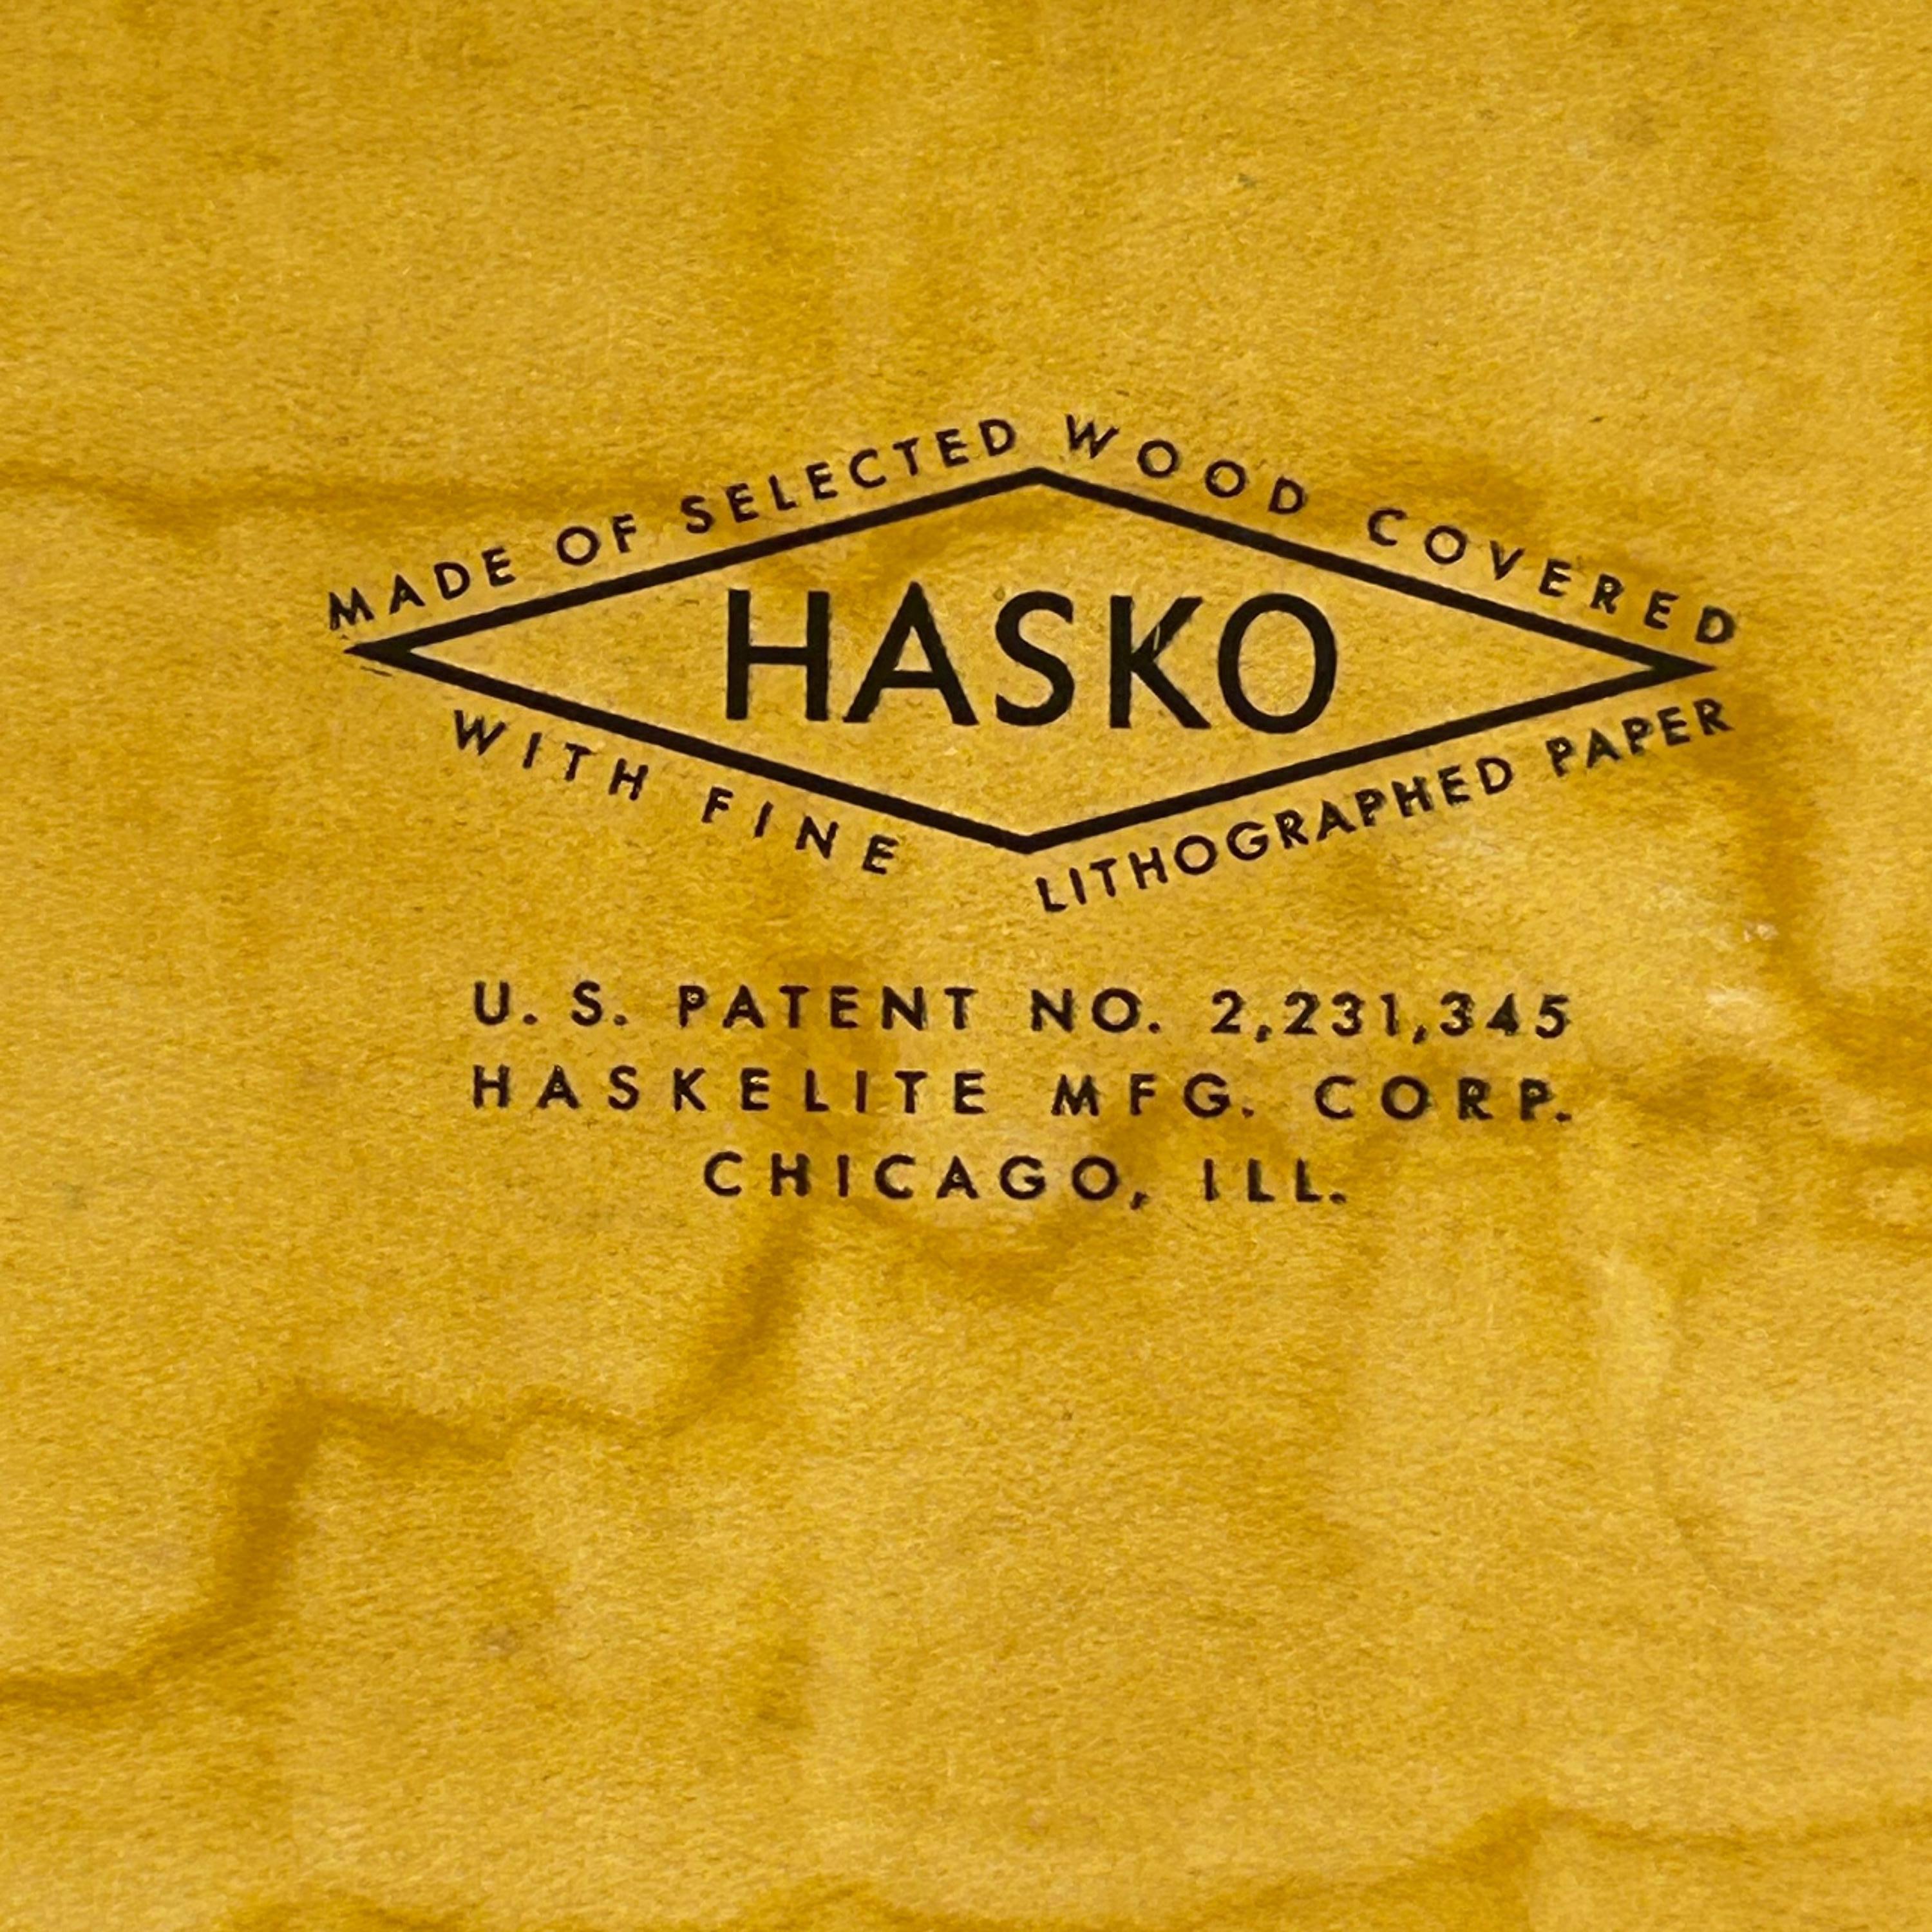 MADE OF SELECTED WOOD COVERED
HASKO
WITH FINE LITHOGRAPHED PAPER
U. S. PATENT NO. 2,231,345
HASKELITE MFG. CORP.
CHICAGO, ILL.